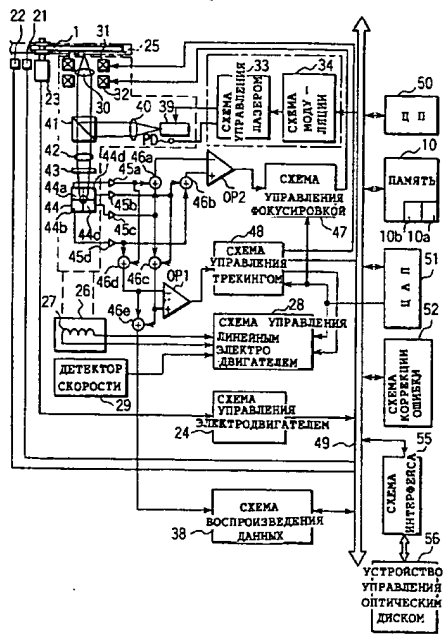 22 21 1 25 31
23
30 32
33
СХЕМА
УПРАВЛЕНИЯ
ЛАЗЕРОМ
34
СХЕМА
МОДУ-
ЛЯЦИИ
50
ЦП
41
40 39
PD
42
43
44d
46a
45a
44a
44
44b
44c
45b
45c
45d
46b
OP2
СХЕМА
УПРАВЛЕНИЯ
ФОКУСИРОВКОЙ
47
10
ПАМЯТЬ
10b 10a
46d 46c
OP1
46e
48
СХЕМА
УПРАВЛЕНИЯ
ТРЕКИНГОМ
51
ЦАП
27 26
28
СХЕМА
УПРАВЛЕНИЯ
ЛИНЕЙНЫМ
ЭЛЕКТРО
ДВИГАТЕЛЕМ
52
СХЕМА
КОРРЕКЦИИ
ОШИБКИ
ДЕТЕКТОР
СКОРОСТИ
29
СХЕМА
УПРАВЛЕНИЯ
ЭЛЕКТРОДВИГАТЕЛЕМ
24
49
55
СХЕМА
ИНТЕРФЕЙСА
СХЕМА
ВОСПРОИЗВЕДЕНИЯ
ДАННЫХ
38
56
УСТРОЙСТВО
УПРАВЛЕНИЯ
ОПТИЧЕСКИМ
ДИСКОМ